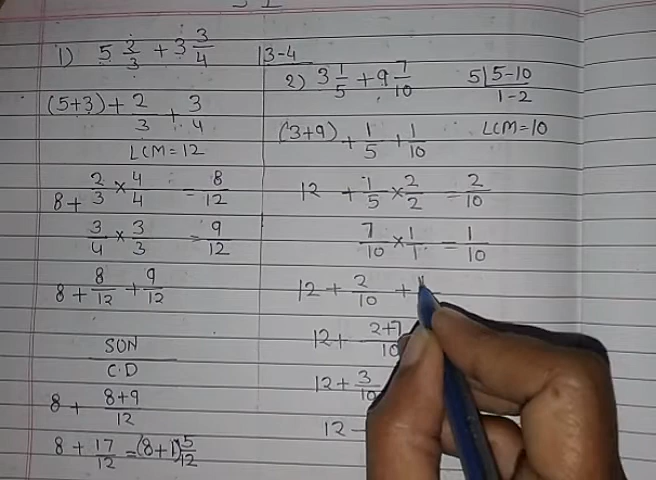 1) 5 2/3 + 3 3/4
3-4
(5+3) + 2/3 + 3/4
LCM = 12
8 + 2/3 × 4/4 = 8/12
3/4 × 3/3 = 9/12
8 + 8/12 + 9/12
SON
C.D
8 + 8+9/12
8 + 17/12 = (8+1) 5/12
2) 3 1/5 + 9 7/10
5 | 5-10
1-2
(3+9) + 1/5 + 1/10
LCM = 10
12 + 1/5 × 2/2 = 2/10
7/10 × 1/1 = 1/10
12 + 2/10 +
12 + 2+7/10
12 + 3/10
12